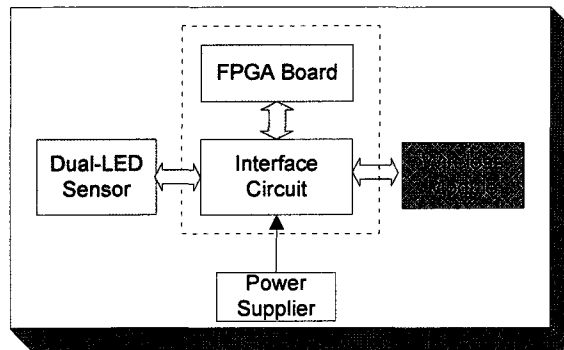 FPGA Board
Dual-LED
Sensor
Interface
Circuit
Power
Supplier